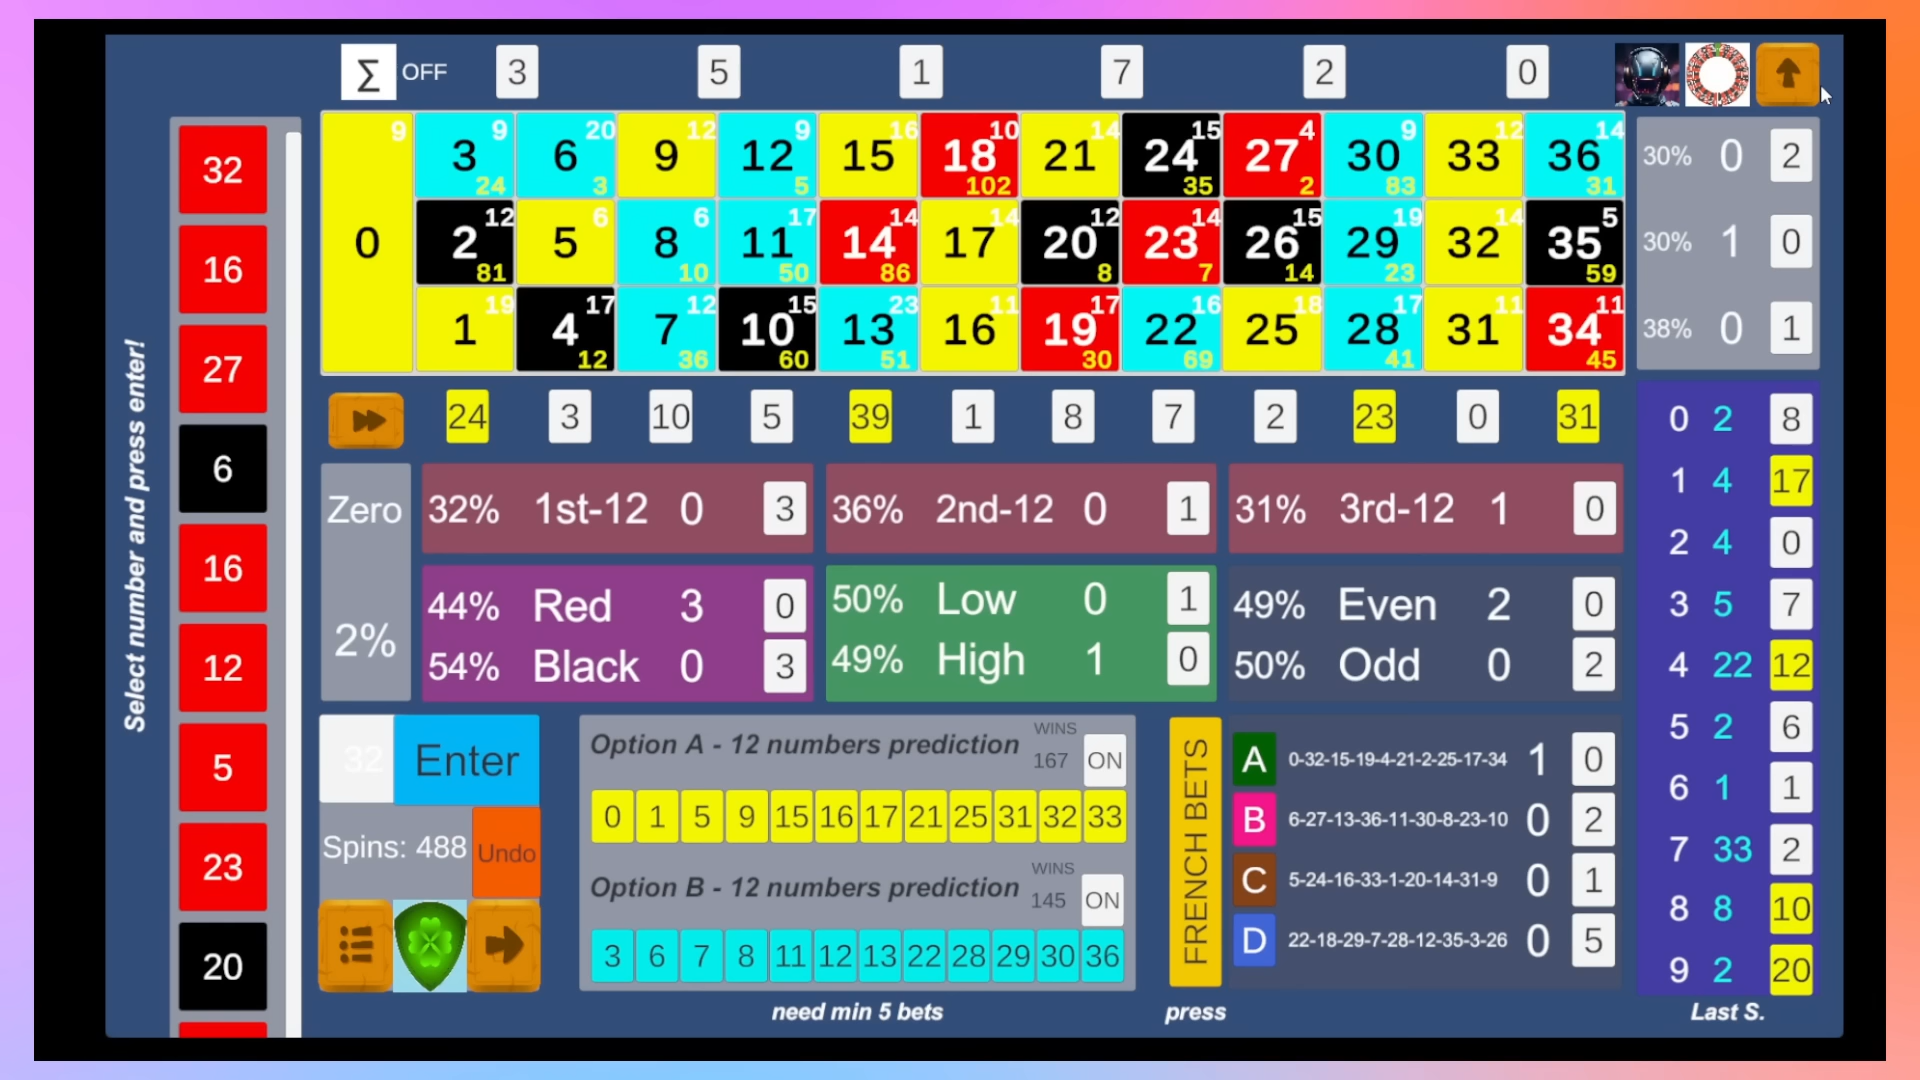 Σ OFF 3 5 1 7 2 0
Select number and press enter!
32
16
27
6
16
12
5
23
20
0 9
3 9 24
6 20 3
9 12
12 9 5
15 16
18 10 102
21 14
24 15 35
27 4 2
30 9 83
33 12
36 14 31
2 12 81
5 6
8 6 10
11 17 50
14 14 86
17 14
20 12 8
23 14 7
26 15 14
29 19 23
32 14
35 5 59
1 19
4 17 12
7 12 36
10 15 60
13 23 51
16 11
19 17 30
22 16 69
25 18
28 17 41
31 11
34 11 45
30% 0 2
30% 1 0
38% 0 1
24 3 10 5 39 1 8 7 2 23 0 31
Zero
2%
32% 1st-12 0 3
36% 2nd-12 0 1
31% 3rd-12 1 0
44% Red 3 0
54% Black 0 3
50% Low 0 1
49% High 1 0
49% Even 2 0
50% Odd 0 2
32 Enter
Spins: 488 Undo
Option A - 12 numbers prediction
WINS
167 ON
0 1 5 9 15 16 17 21 25 31 32 33
Option B - 12 numbers prediction
WINS
145 ON
3 6 7 8 11 12 13 22 28 29 30 36
need min 5 bets
FRENCH BETS
press
A 0-32-15-19-4-21-2-25-17-34 1 0
B 6-27-13-36-11-30-8-23-10 0 2
C 5-24-16-33-1-20-14-31-9 0 1
D 22-18-29-7-28-12-35-3-26 0 5
0 2 8
1 4 17
2 4 0
3 5 7
4 22 12
5 2 6
6 1 1
7 33 2
8 8 10
9 2 20
Last S.